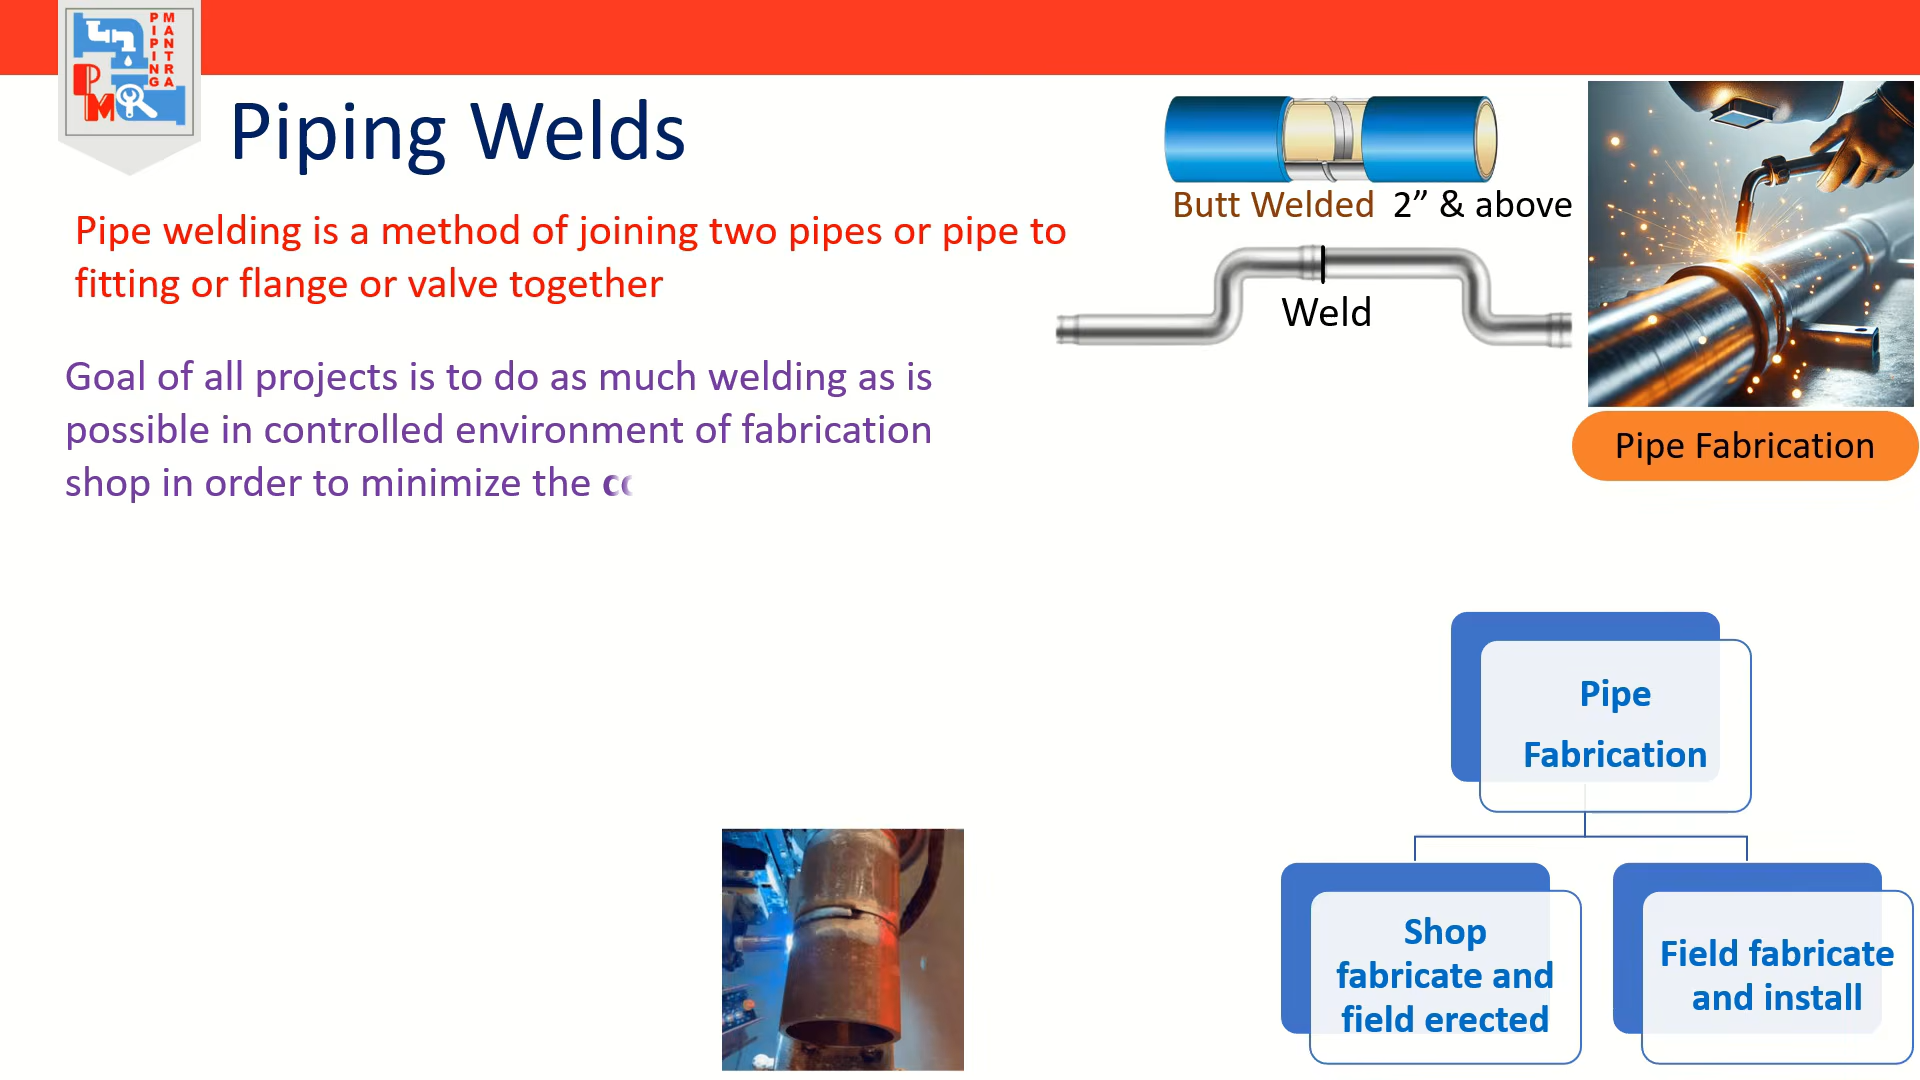 PIPING
MANTRA
PM
Piping Welds
Pipe welding is a method of joining two pipes or pipe to
fitting or flange or valve together
Goal of all projects is to do as much welding as is
possible in controlled environment of fabrication
shop in order to minimize the
Butt Welded 2” & above
Weld
Pipe Fabrication
Pipe
Fabrication
Shop
fabricate and
field erected
Field fabricate
and install